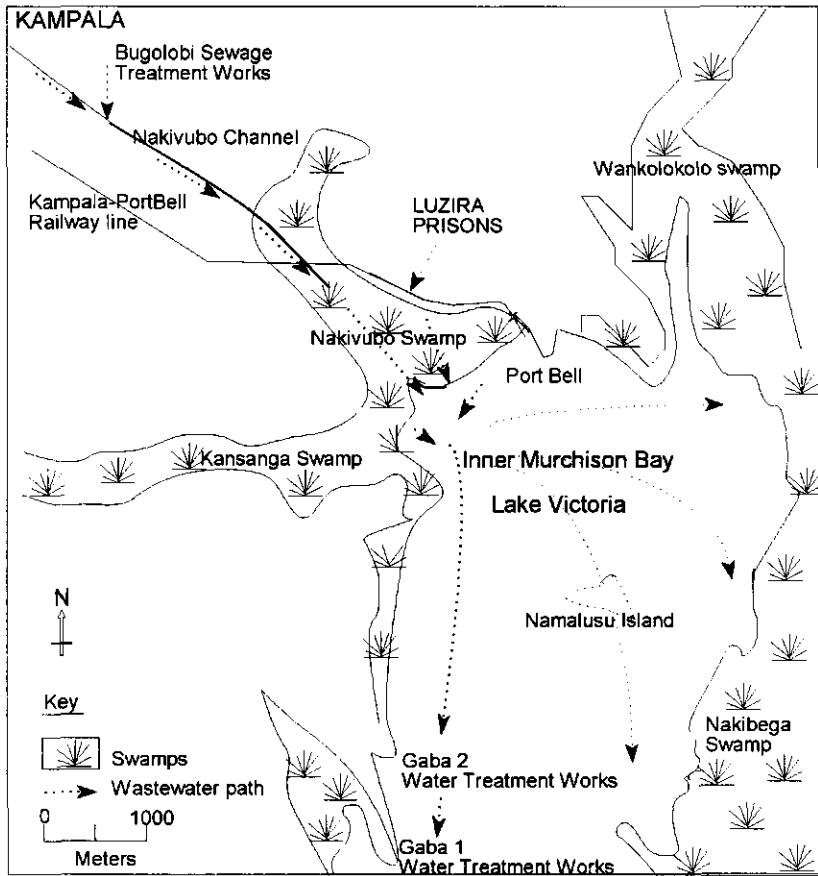 KAMPALA
Bugolobi Sewage
Treatment Works
Nakivubo Channel
Wankolokolo swamp
Kampala-PortBell
Railway line
LUZIRA
PRISONS
Nakivubo Swamp
Port Bell
Kansanga Swamp
Inner Murchison Bay
Lake Victoria
N
Namalusu Island
Key
Swamps
Wastewater path
0 1000
Meters
Nakibega
Swamp
Gaba 2
Water Treatment Works
Gaba 1
Water Treatment Works